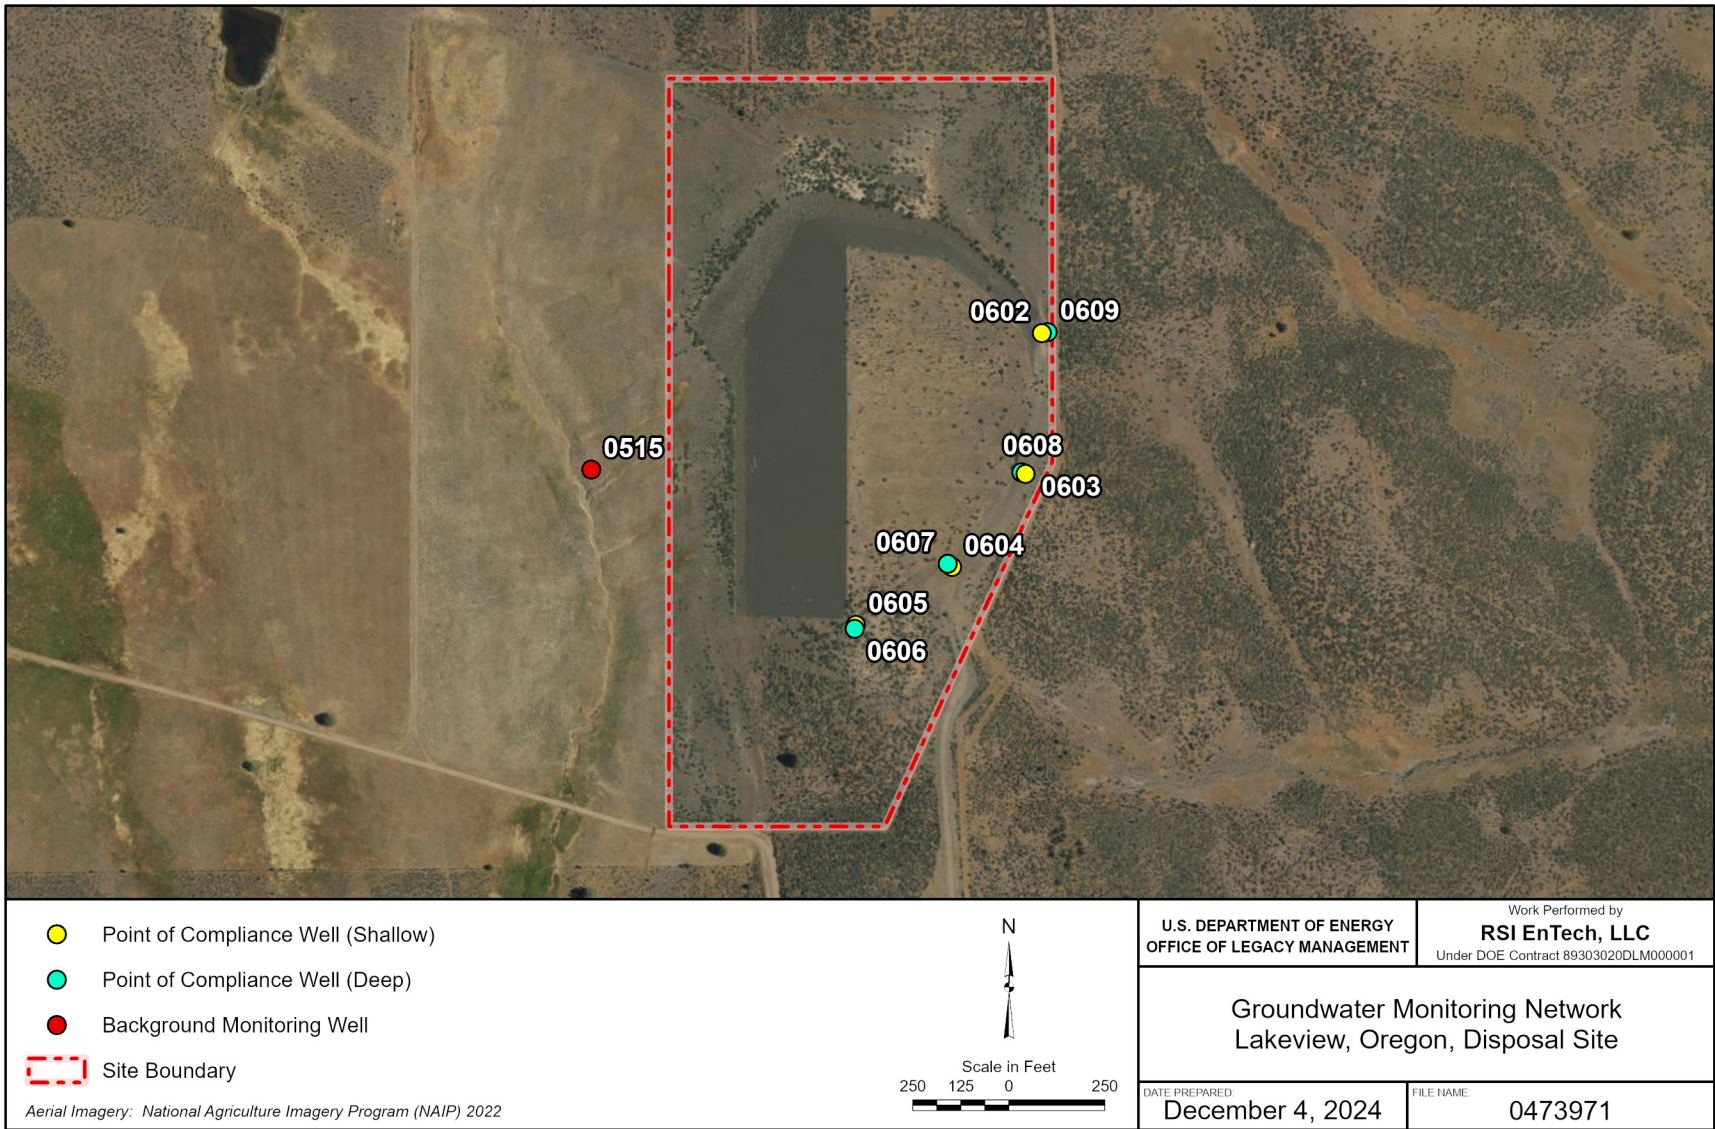 0602
0609
0515
0608
0603
0607
0604
0605
0606
Point of Compliance Well (Shallow)
Point of Compliance Well (Deep)
Background Monitoring Well
Site Boundary
Aerial Imagery: National Agriculture Imagery Program (NAIP) 2022
N
Scale in Feet
250 125 0 250
U.S. DEPARTMENT OF ENERGY
OFFICE OF LEGACY MANAGEMENT
Work Performed by
RSI EnTech, LLC
Under DOE Contract 89303020DLM000001
Groundwater Monitoring Network
Lakeview, Oregon, Disposal Site
DATE PREPARED:
December 4, 2024
FILE NAME:
0473971